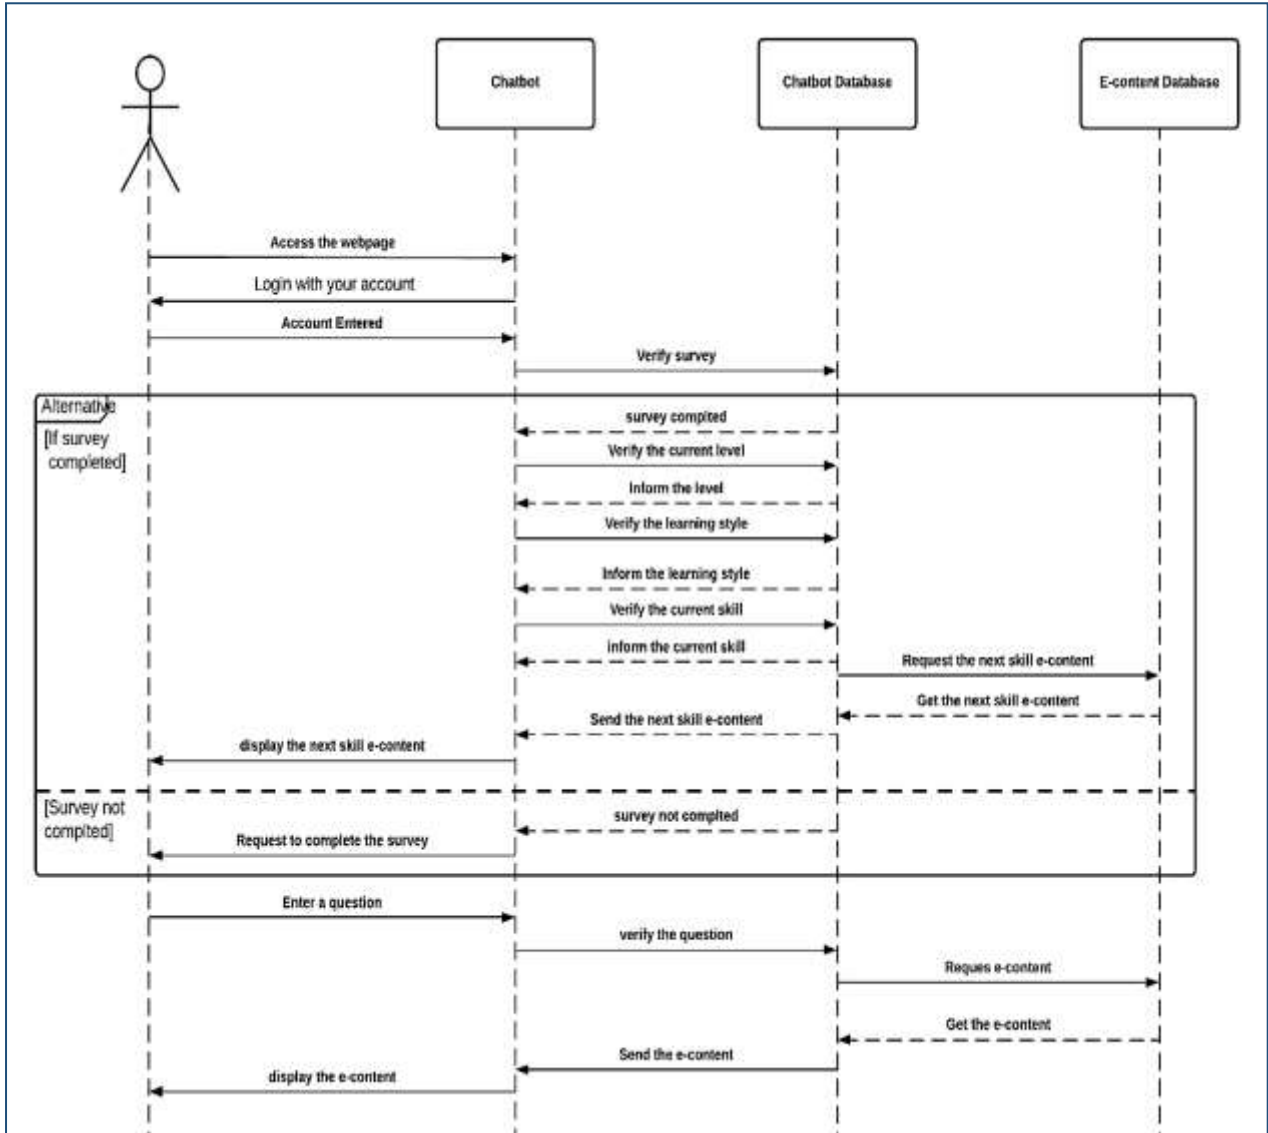 Chatbot
Chatbot Database
E-content Database
Access the webpage
Login with your account
Account Entered
Verify survey
Alternative
[If survey
completed]
survey complted
Verify the current level
Inform the level
Verify the learning style
Inform the learning style
Verify the current skill
inform the current skill
Request the next skill e-content
Get the next skill e-content
Send the next skill e-content
display the next skill e-content
[Survey not
complted]
survey not complted
Request to complete the survey
Enter a question
verify the question
Reques e-content
Get the e-content
Send the e-content
display the e-content